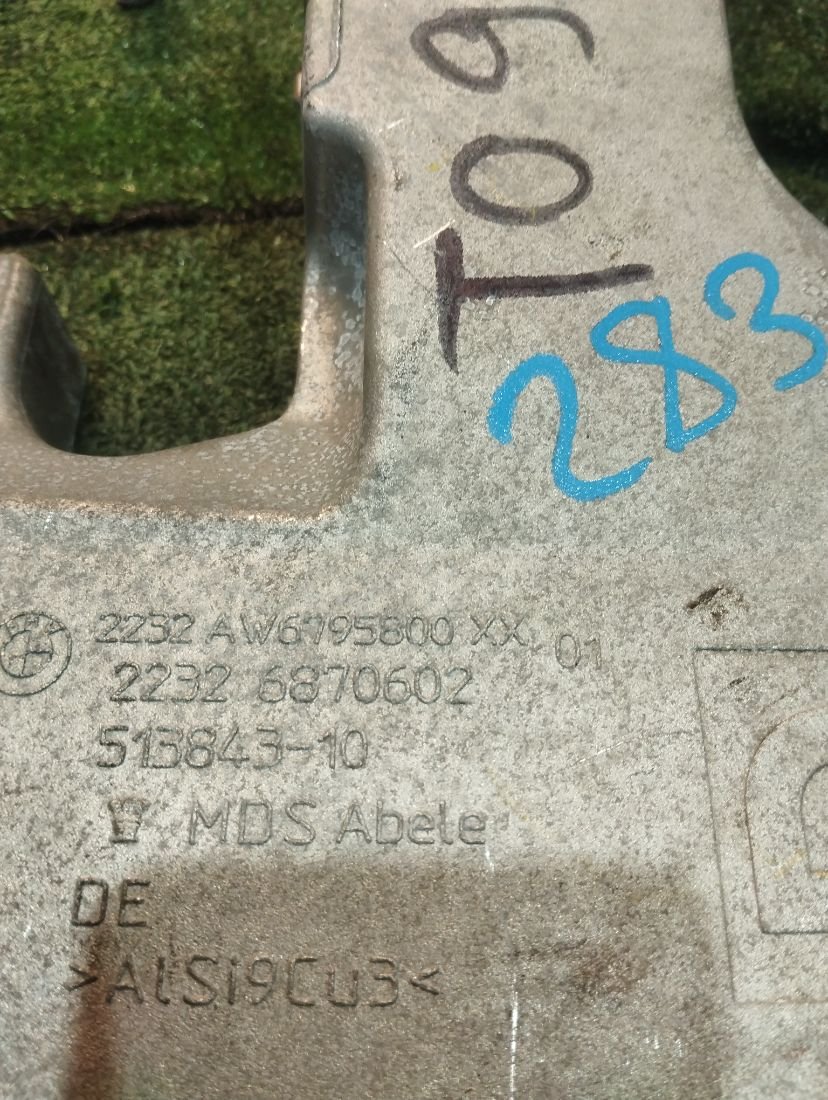 T09
283
2232 AW6795800 XX 01
2232 6870602
513843-10
MDS Abele
DE
>AlSi9Cu3<